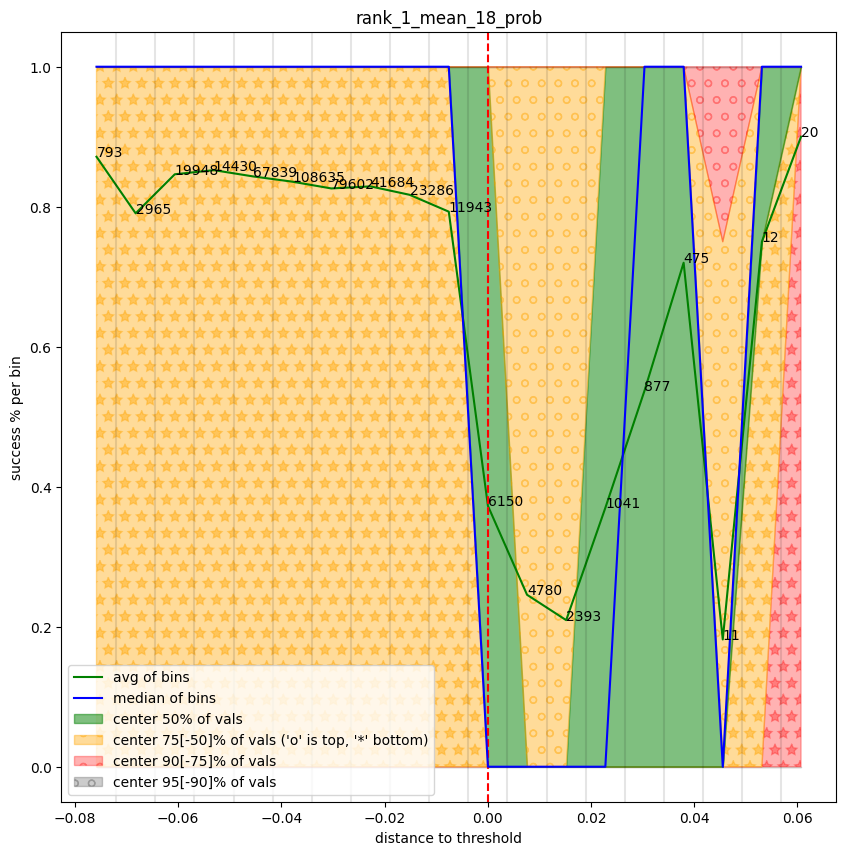 rank_1_mean_18_prob
success % per bin
1.0
0.8
0.6
0.4
0.2
0.0
793
2965
19948
14430
67839
108635
79602
41684
23286
11943
6150
4780
2393
1041
877
475
11
12
20
avg of bins
median of bins
center 50% of vals
center 75[-50]% of vals ('o' is top, '*' bottom)
center 90[-75]% of vals
center 95[-90]% of vals
−0.08 −0.06 −0.04 −0.02 0.00 0.02 0.04 0.06
distance to threshold